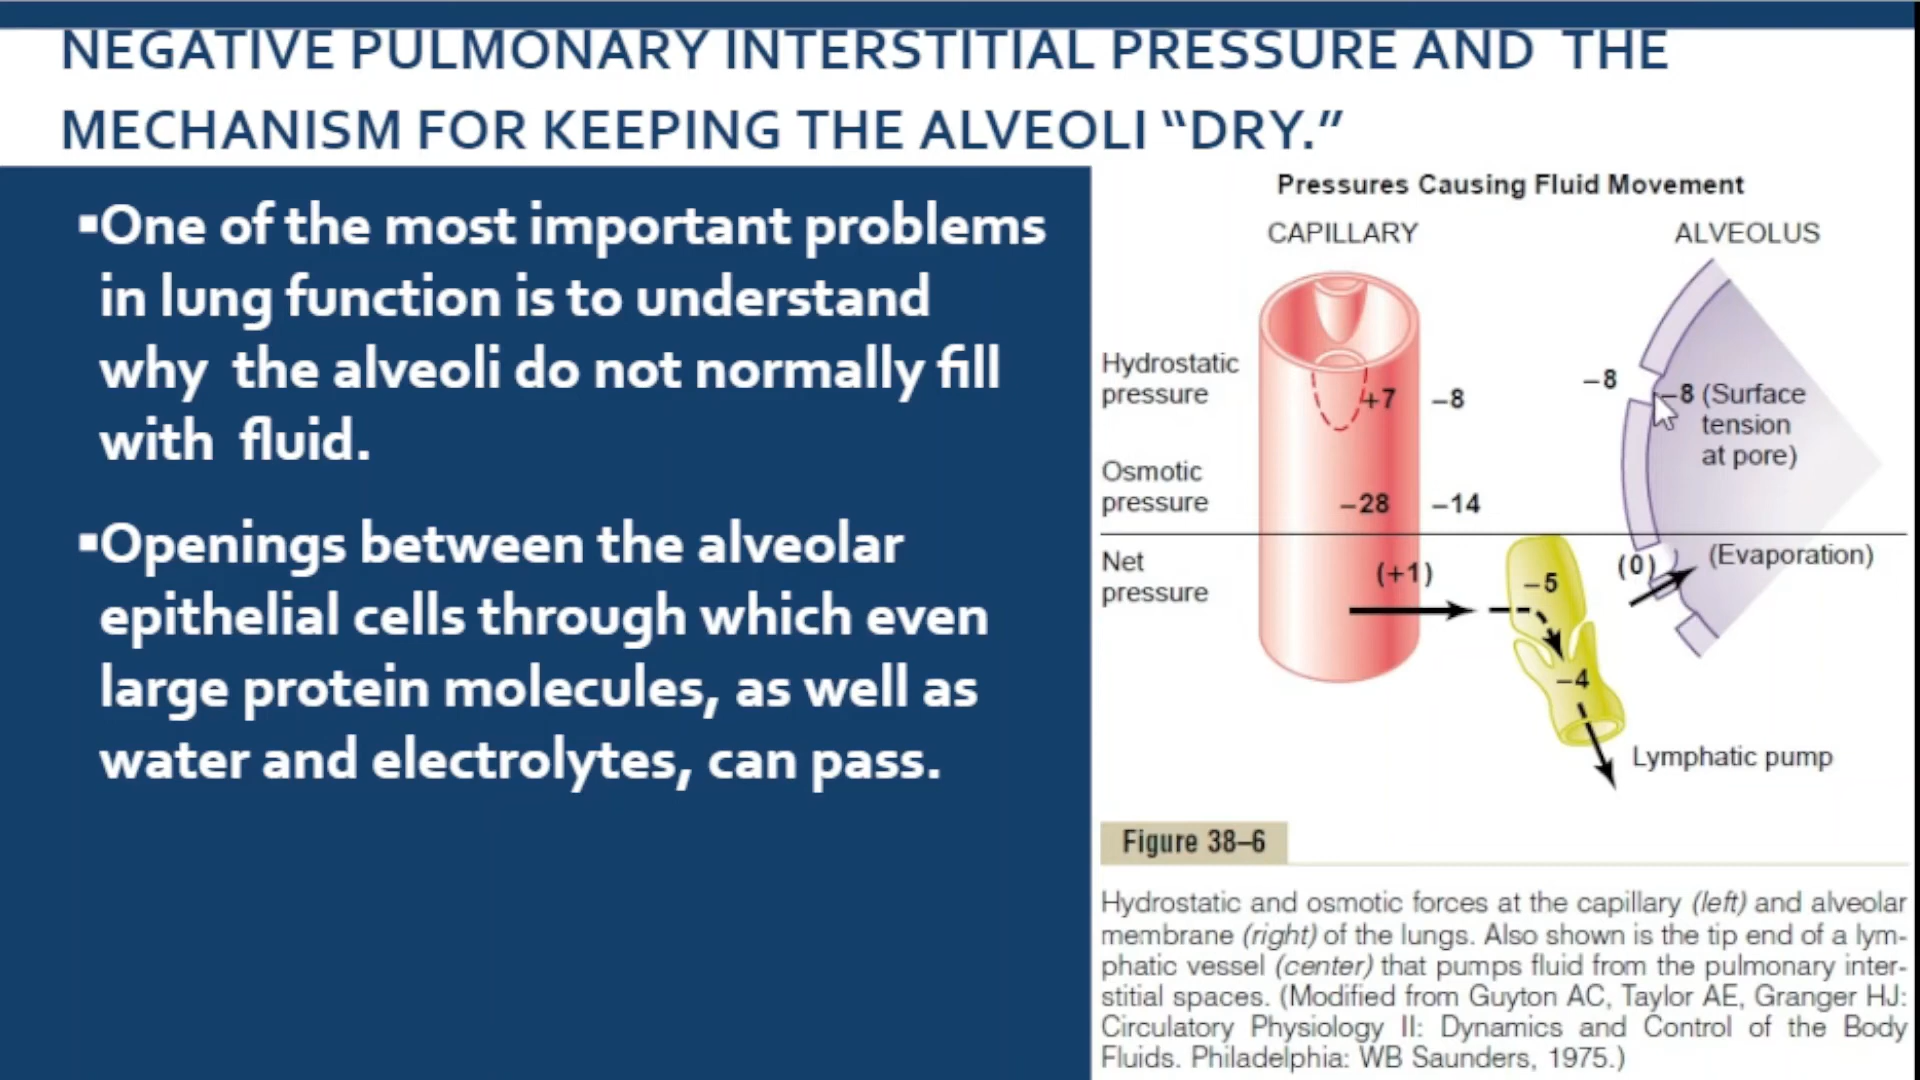 NEGATIVE PULMONARY INTERSTITIAL PRESSURE AND THE
MECHANISM FOR KEEPING THE ALVEOLI “DRY.”
▪One of the most important problems
in lung function is to understand
why the alveoli do not normally fill
with fluid.
▪Openings between the alveolar
epithelial cells through which even
large protein molecules, as well as
water and electrolytes, can pass.
Pressures Causing Fluid Movement
CAPILLARY ALVEOLUS
Hydrostatic
pressure
+7 –8 –8 –8 (Surface
tension
at pore)
Osmotic
pressure
–28 –14
Net
pressure
(+1) –5 (0) (Evaporation)
–4
Lymphatic pump
Figure 38–6
Hydrostatic and osmotic forces at the capillary (left) and alveolar
membrane (right) of the lungs. Also shown is the tip end of a lym-
phatic vessel (center) that pumps fluid from the pulmonary inter-
stitial spaces. (Modified from Guyton AC, Taylor AE, Granger HJ:
Circulatory Physiology II: Dynamics and Control of the Body
Fluids. Philadelphia: WB Saunders, 1975.)